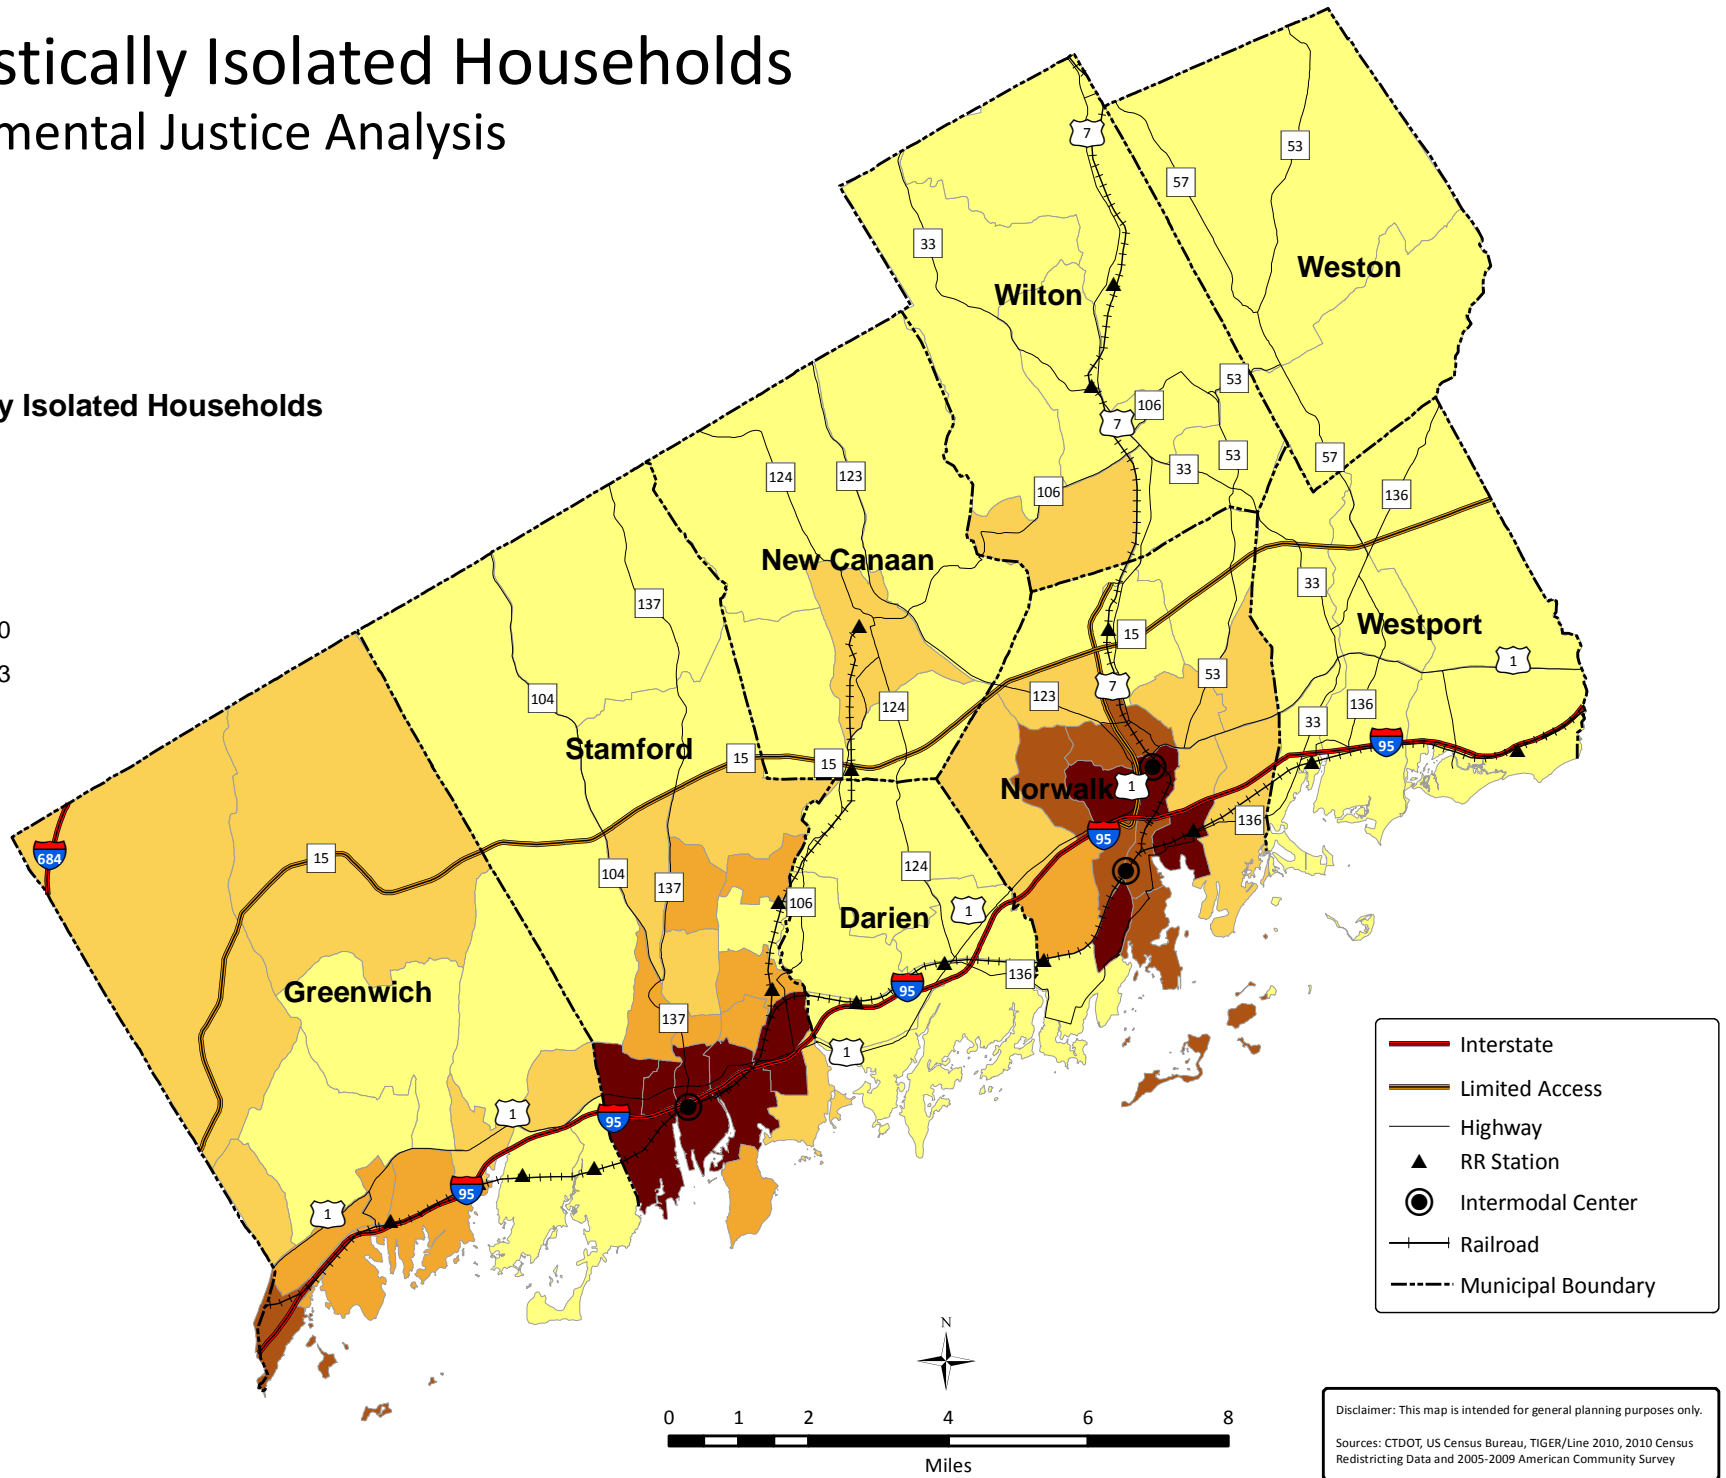 stically Isolated Households
mental Justice Analysis
y Isolated Households
0
3
7
53
57
33
Weston
Wilton
53
106
7
57
124
123
33
53
106
136
New Canaan
33
137
15
Westport
1
53
7
123
104
124
136
33
Stamford
15
15
95
Norwalk
1
136
95
684
15
104
124
137
106
Darien
1
136
95
Greenwich
137
1
1
95
95
1
Interstate
Limited Access
Highway
RR Station
Intermodal Center
Railroad
Municipal Boundary
N
0 1 2 4 6 8
Miles
Disclaimer: This map is intended for general planning purposes only.
Sources: CTDOT, US Census Bureau, TIGER/Line 2010, 2010 Census
Redistricting Data and 2005-2009 American Community Survey